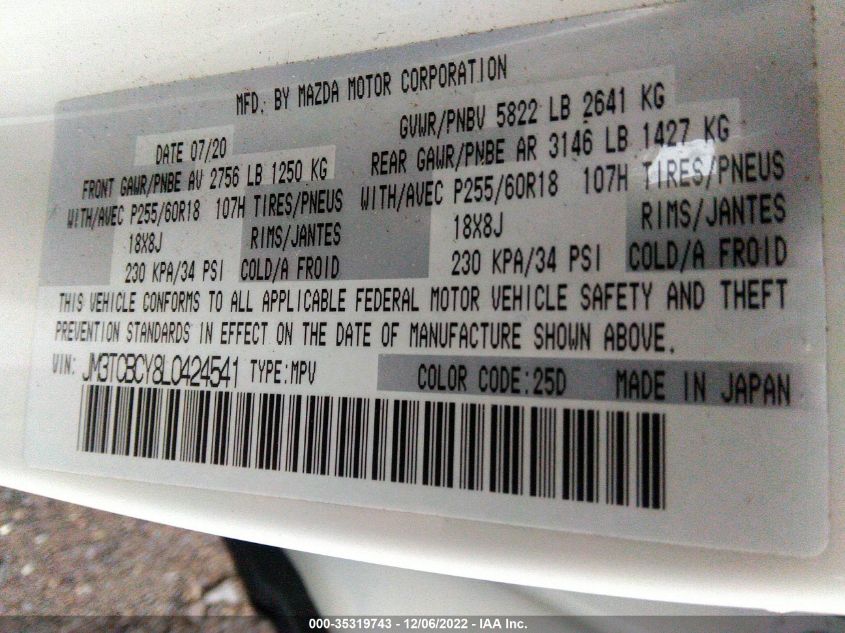 MFD. BY MAZDA MOTOR CORPORATION
DATE 07/20 GVWR/PNBV 5822 LB 2641 KG
FRONT GAWR/PNBE AV 2756 LB 1250 KG REAR GAWR/PNBE AR 3146 LB 1427 KG
WITH/AVEC P255/60R18 107H TIRES/PNEUS WITH/AVEC P255/60R18 107H TIRES/PNEUS
18X8J RIMS/JANTES 18X8J RIMS/JANTES
230 KPA/34 PSI COLD/A FROID 230 KPA/34 PSI COLD/A FROID
THIS VEHICLE CONFORMS TO ALL APPLICABLE FEDERAL MOTOR VEHICLE SAFETY AND THEFT
PREVENTION STANDARDS IN EFFECT ON THE DATE OF MANUFACTURE SHOWN ABOVE.
VIN: JM3TCBCY8L0424541 TYPE:MPV COLOR CODE:25D MADE IN JAPAN
000-35319743 - 12/06/2022 - IAA Inc.